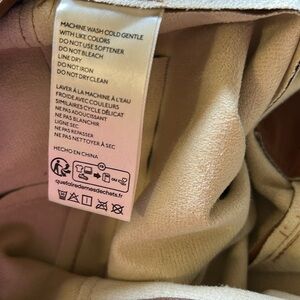 MACHINE WASH COLD GENTLE
WITH LIKE COLORS
DO NOT USE SOFTENER
DO NOT BLEACH
LINE DRY
DO NOT IRON
DO NOT DRY CLEAN
LAVER À LA MACHINE À L'EAU
FROIDE AVEC COULEURS
SIMILAIRES CYCLE DÉLICAT
NE PAS ADOUCISSANT
NE PAS BLANCHIR
LIGNE SEC
NE PAS REPASSER
NE PAS NETTOYER À SEC
HECHO EN CHINA
FR
OU
quefairedemesdechets.fr